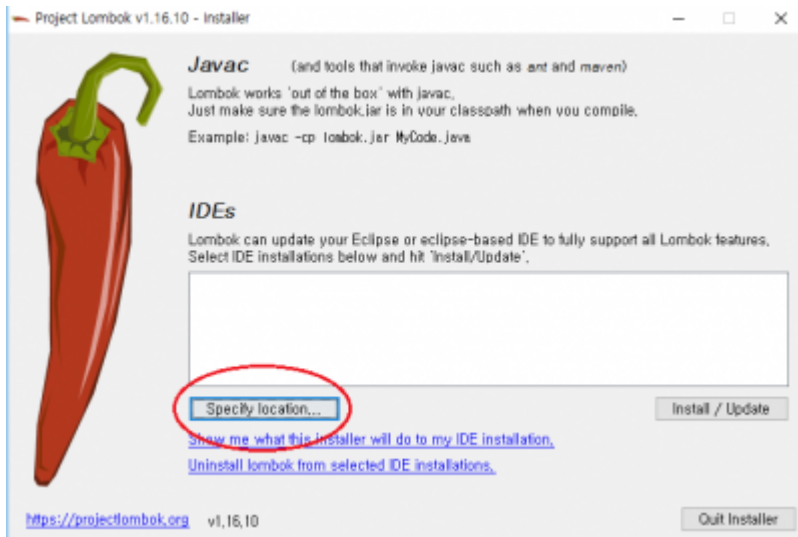 Project Lombok v1.16.10 - Installer
Javac (and tools that invoke javac such as ant and maven)
Lombok works 'out of the box' with javac.
Just make sure the lombok.jar is in your classpath when you compile.
Example: javac -cp lombok.jar MyCode.java
IDEs
Lombok can update your Eclipse or eclipse-based IDE to fully support all Lombok features.
Select IDE installations below and hit 'Install/Update'.
Specify location...
Install / Update
Show me what this installer will do to my IDE installation.
Uninstall lombok from selected IDE installations.
https://projectlombok.org v1.16.10
Quit Installer